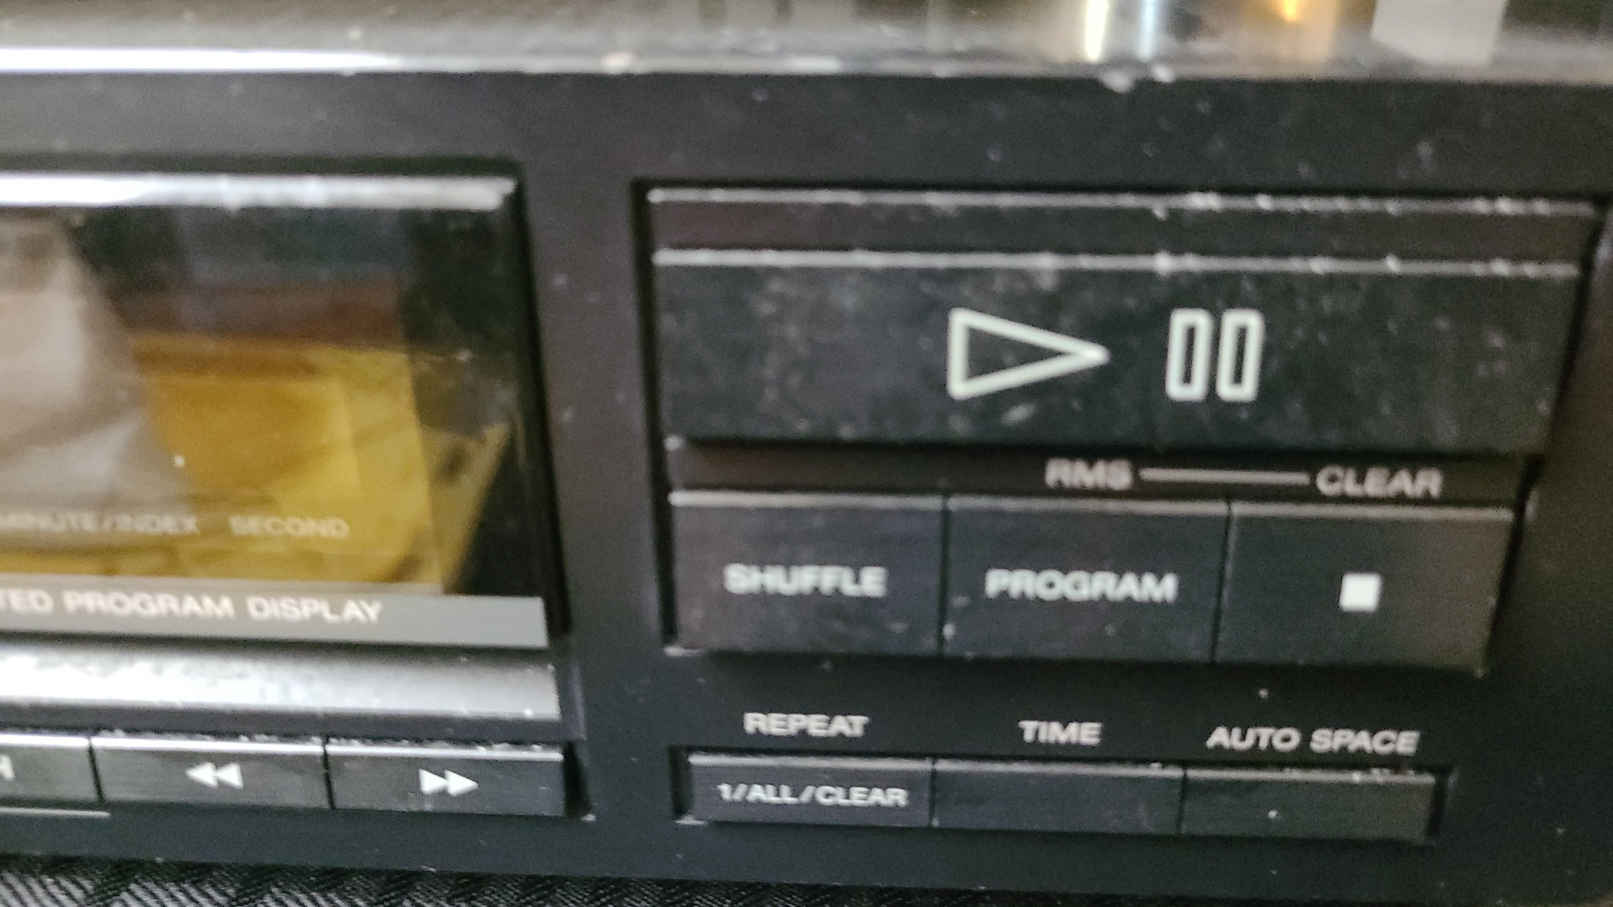 RMS CLEAR
MINUTE/INDEX SECOND
SHUFFLE PROGRAM
PROGRAM DISPLAY
REPEAT TIME AUTO SPACE
1/ALL/CLEAR